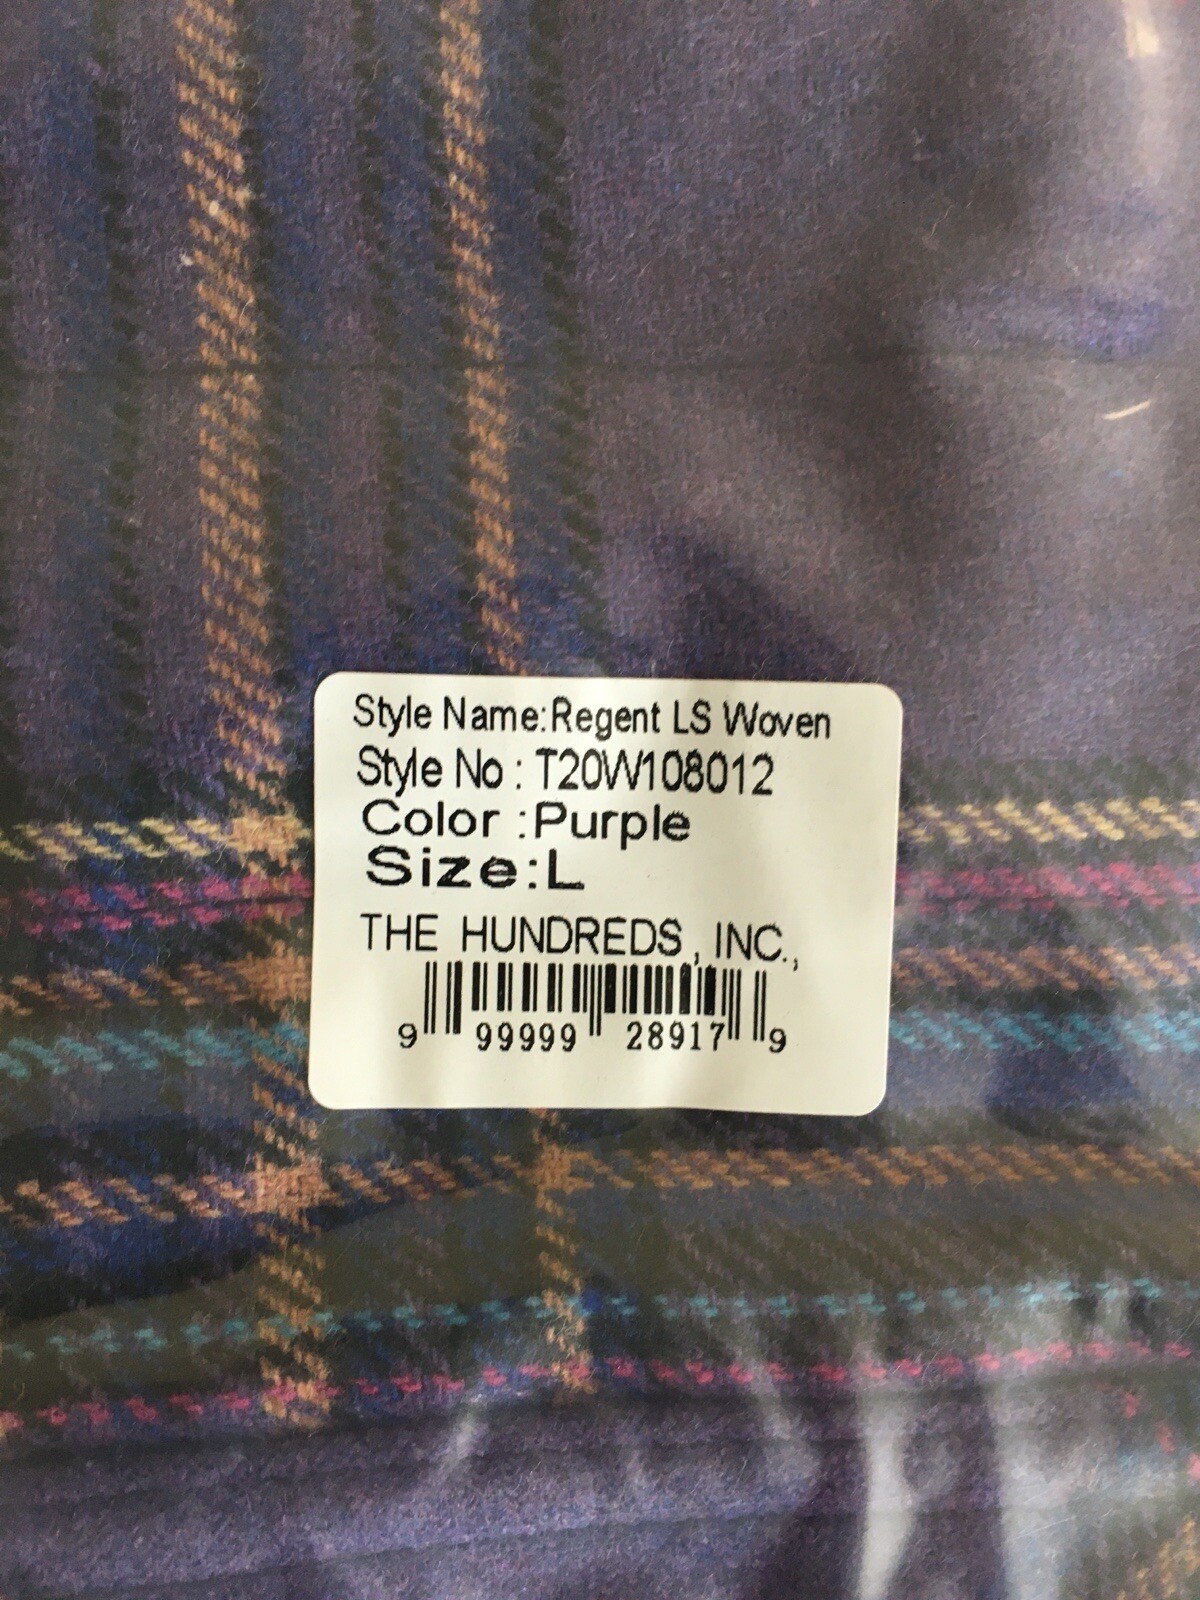 Style Name:Regent LS Woven
Style No : T20W108012
Color :Purple
Size:L
THE HUNDREDS, INC.,
9 99999 28917 9